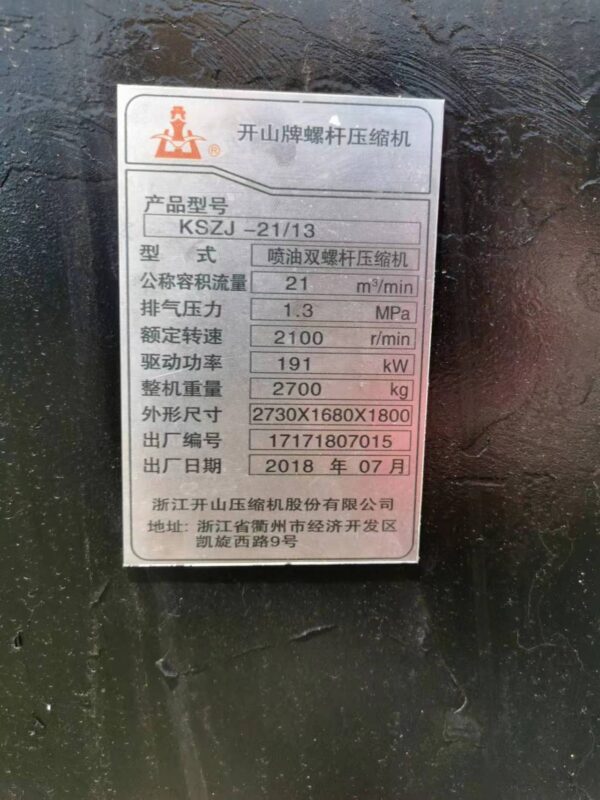 ® 开山牌螺杆压缩机
产品型号
KSZJ -21/13
型 式 喷油双螺杆压缩机
公称容积流量 21 m³/min
排气压力 1.3 MPa
额定转速 2100 r/min
驱动功率 191 kW
整机重量 2700 kg
外形尺寸 2730X1680X1800
出厂编号 17171807015
出厂日期 2018 年 07 月
浙江开山压缩机股份有限公司
地址: 浙江省衢州市经济开发区
凯旋西路9号